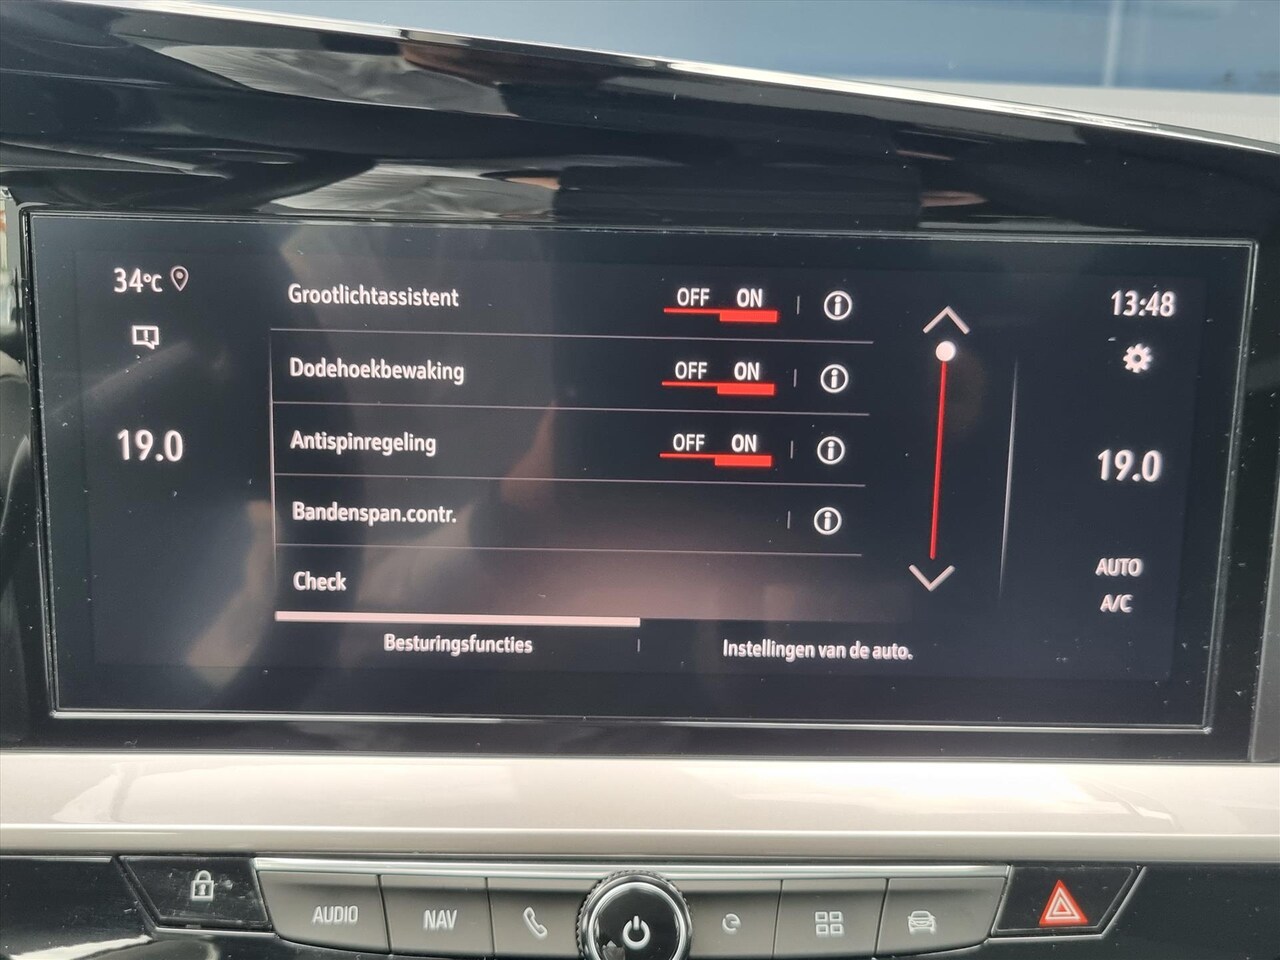 34°C
13:48
19.0
Grootlichtassistent OFF ON
Dodehoekbewaking OFF ON
Antispinregeling OFF ON
Bandenspan.contr.
Check
19.0
AUTO
A/C
Besturingsfuncties
Instellingen van de auto.
AUDIO
NAV